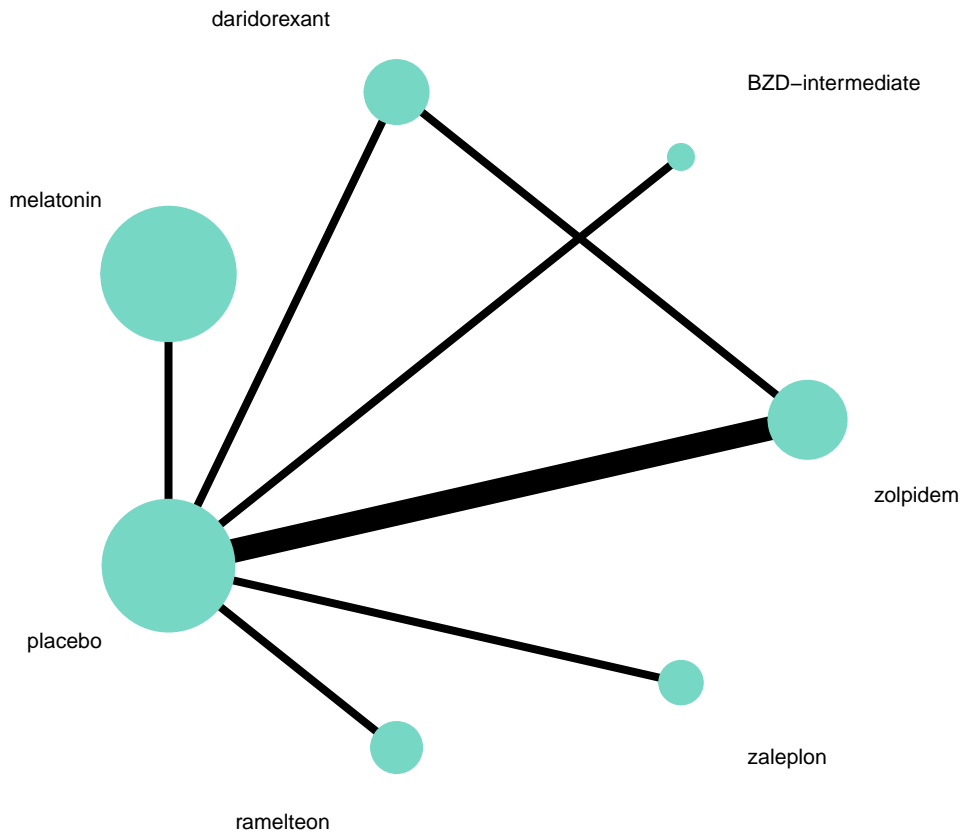 daridorexant
BZD−intermediate
melatonin
zolpidem
placebo
zaleplon
ramelteon